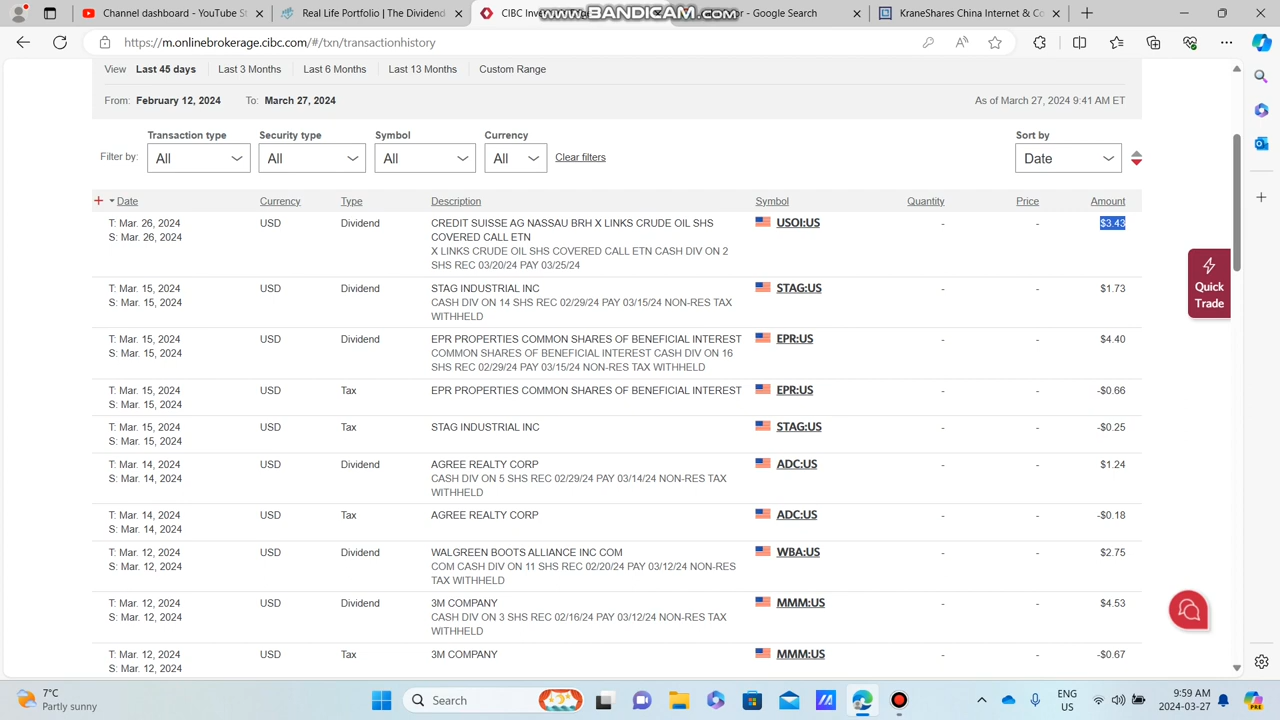 Real Life Portfolio | The Dividend
CIBC Inv
www.BANDICAM.com
or - Google Search
KraneShares China Internet & Co
https://m.onlinebrokerage.cibc.com/#/txn/transactionhistory
View Last 45 days Last 3 Months Last 6 Months Last 13 Months Custom Range
From: February 12, 2024 To: March 27, 2024 As of March 27, 2024 9:41 AM ET
Transaction type Security type Symbol Currency Sort by
Filter by: All All All All Clear filters Date
+ Date Currency Type Description Symbol Quantity Price Amount
T: Mar. 26, 2024 USD Dividend CREDIT SUISSE AG NASSAU BRH X LINKS CRUDE OIL SHS USOI:US - - $3.43
S: Mar. 26, 2024 COVERED CALL ETN
X LINKS CRUDE OIL SHS COVERED CALL ETN CASH DIV ON 2
SHS REC 03/20/24 PAY 03/25/24
T: Mar. 15, 2024 USD Dividend STAG INDUSTRIAL INC STAG:US - - $1.73
S: Mar. 15, 2024 CASH DIV ON 14 SHS REC 02/29/24 PAY 03/15/24 NON-RES TAX
WITHHELD
T: Mar. 15, 2024 USD Dividend EPR PROPERTIES COMMON SHARES OF BENEFICIAL INTEREST EPR:US - - $4.40
S: Mar. 15, 2024 COMMON SHARES OF BENEFICIAL INTEREST CASH DIV ON 16
SHS REC 02/29/24 PAY 03/15/24 NON-RES TAX WITHHELD
T: Mar. 15, 2024 USD Tax EPR PROPERTIES COMMON SHARES OF BENEFICIAL INTEREST EPR:US - - -$0.66
S: Mar. 15, 2024
T: Mar. 15, 2024 USD Tax STAG INDUSTRIAL INC STAG:US - - -$0.25
S: Mar. 15, 2024
T: Mar. 14, 2024 USD Dividend AGREE REALTY CORP ADC:US - - $1.24
S: Mar. 14, 2024 CASH DIV ON 5 SHS REC 02/29/24 PAY 03/14/24 NON-RES TAX
WITHHELD
T: Mar. 14, 2024 USD Tax AGREE REALTY CORP ADC:US - - -$0.18
S: Mar. 14, 2024
T: Mar. 12, 2024 USD Dividend WALGREEN BOOTS ALLIANCE INC COM WBA:US - - $2.75
S: Mar. 12, 2024 COM CASH DIV ON 11 SHS REC 02/20/24 PAY 03/12/24 NON-RES
TAX WITHHELD
T: Mar. 12, 2024 USD Dividend 3M COMPANY MMM:US - - $4.53
S: Mar. 12, 2024 CASH DIV ON 3 SHS REC 02/16/24 PAY 03/12/24 NON-RES TAX
WITHHELD
T: Mar. 12, 2024 USD Tax 3M COMPANY MMM:US - - -$0.67
S: Mar. 12, 2024
Quick
Trade
7°C
Partly sunny
Search
ENG
US
9:59 AM
2024-03-27